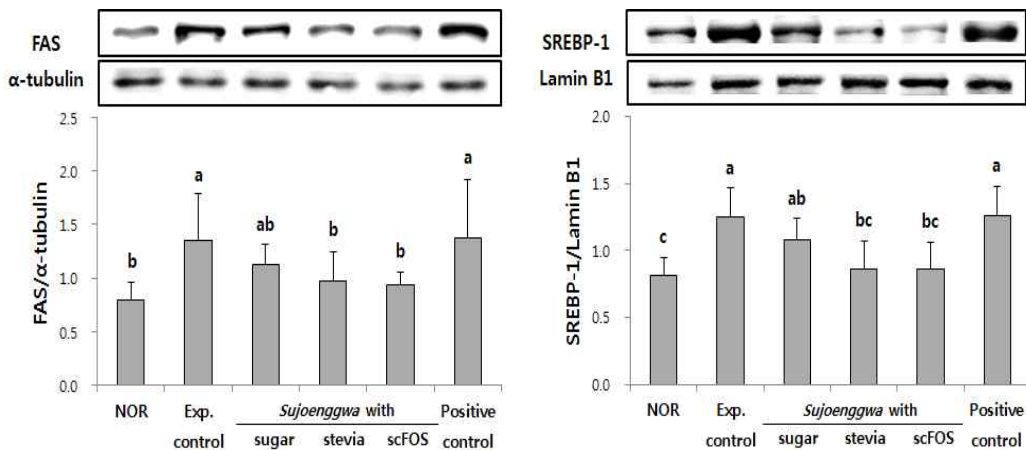 FAS
α-tubulin
FAS/α-tubulin
2.5
2.0
1.5
1.0
0.5
0.0
b
a
ab
b
b
a
NOR
Exp.
control
Sujoenggwa with
sugar
stevia
scFOS
Positive
control
SREBP-1
Lamin B1
SREBP-1/Lamin B1
2.0
1.5
1.0
0.5
0.0
c
a
ab
bc
bc
a
NOR
Exp.
control
Sujoenggwa with
sugar
stevia
scFOS
Positive
control